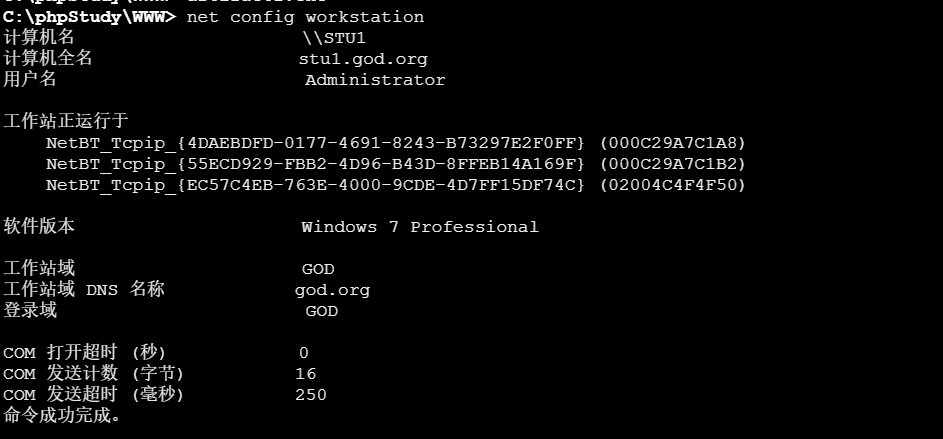 C:\phpStudy\WWW> net config workstation
计算机名 \\STU1
计算机全名 stu1.god.org
用户名 Administrator
工作站正运行于
NetBT_Tcpip_{4DAEBDFD-0177-4691-8243-B73297E2F0FF} (000C29A7C1A8)
NetBT_Tcpip_{55ECD929-FBB2-4D96-B43D-8FFEB14A169F} (000C29A7C1B2)
NetBT_Tcpip_{EC57C4EB-763E-4000-9CDE-4D7FF15DF74C} (02004C4F4F50)
软件版本 Windows 7 Professional
工作站域 GOD
工作站域 DNS 名称 god.org
登录域 GOD
COM 打开超时 (秒) 0
COM 发送计数 (字节) 16
COM 发送超时 (毫秒) 250
命令成功完成。